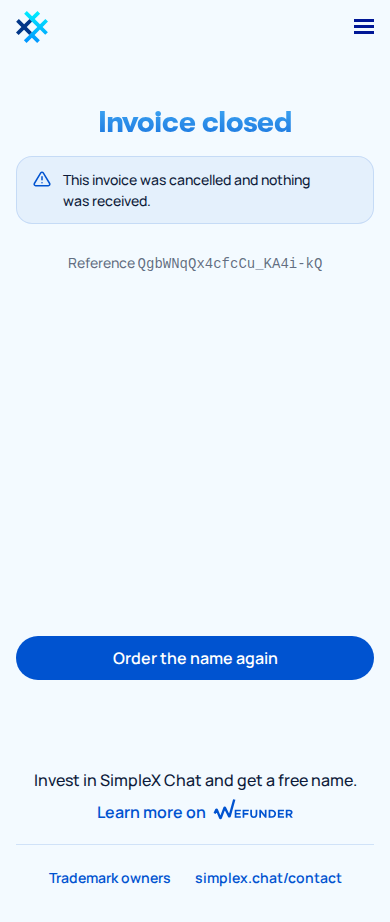 Invoice closed
This invoice was cancelled and nothing
was received.
Reference QgbWNqQx4cfcCu_KA4i-kQ
Order the name again
Invest in SimpleX Chat and get a free name.
Learn more on WEFUNDER
Trademark owners simplex.chat/contact